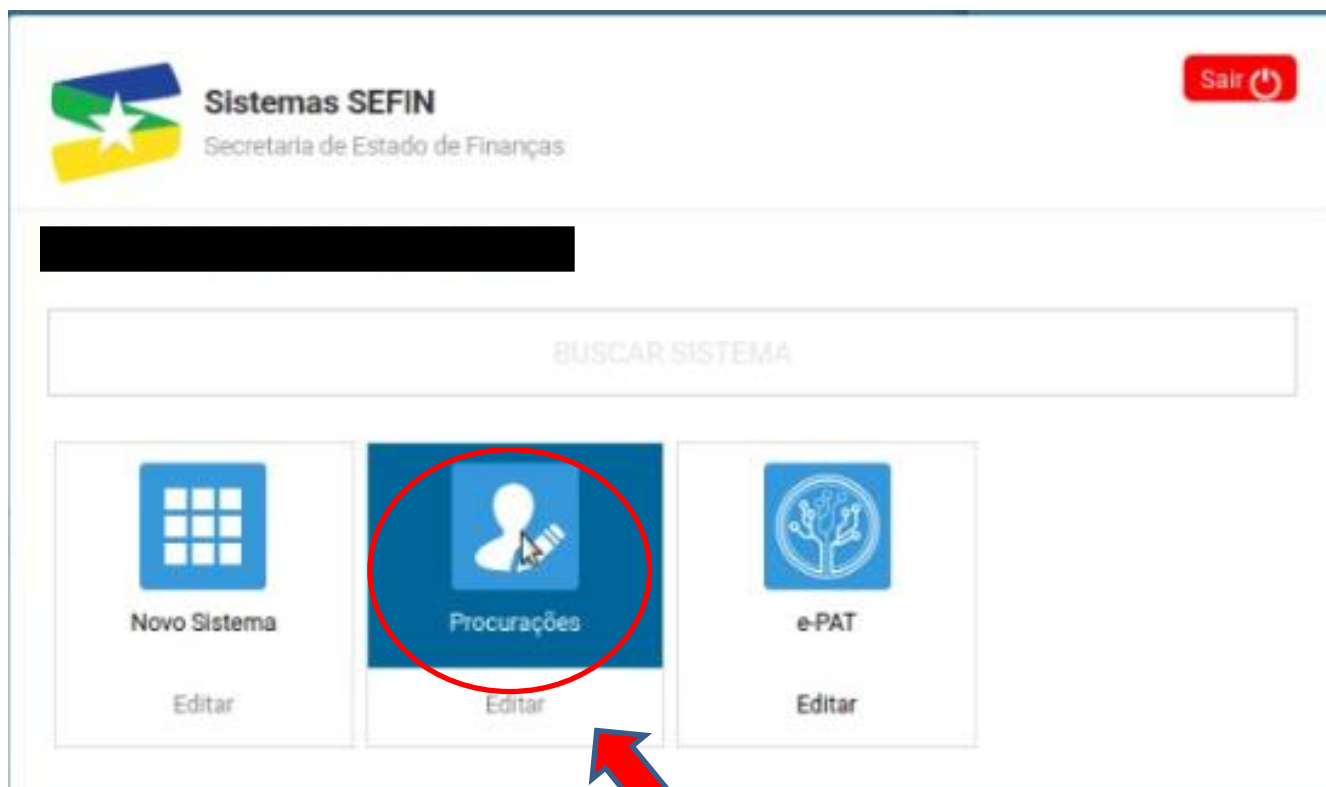 Sair
Sistemas SEFIN
Secretaria de Estado de Finanças
BUSCAR SISTEMA
Novo Sistema
Procurações
e-PAT
Editar
Editar
Editar